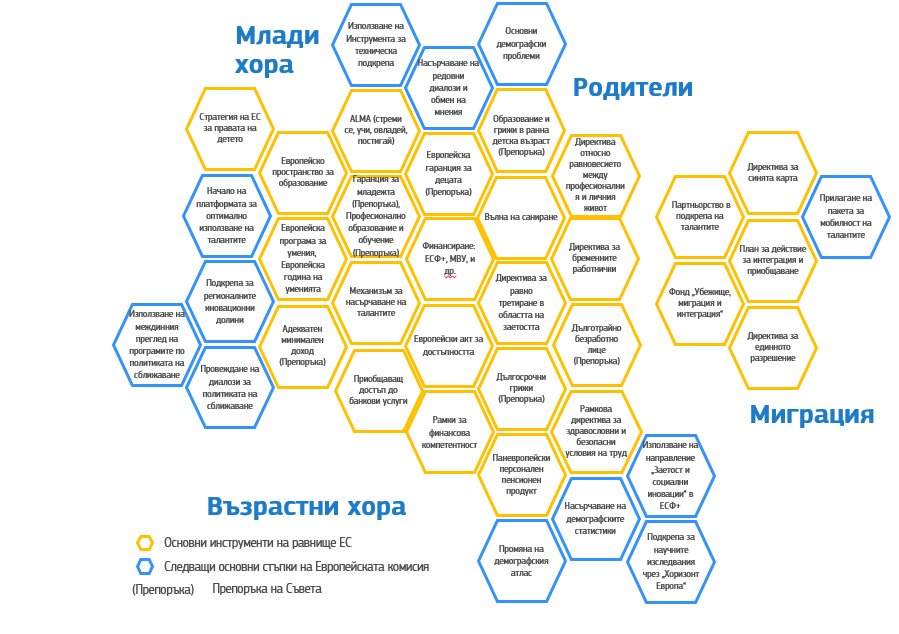 Млади
хора
Родители
Използване на
Инструмента за
техническа
подкрепа
Основни
демографски
проблеми
Насърчаване на
редовни
диалози и
обмен на
мнения
Стратегия на ЕС
за правата на
детето
ALMA (стреми
се, учи, овладей,
постигай)
Образование и
грижи в ранна
детска възраст
(Препоръка)
Европейско
пространство за
образование
Европейска
гаранция за
децата
(Препоръка)
Директива
относно
равновесието
между
професионални
я и личния
живот
Начало на
платформата за
оптимално
използване на
талантите
Гаранция за
младежта
(Препоръка),
Професионално
образование и
обучение
(Препоръка)
Вълна на саниране
Европейска
програма за
умения,
Европейска
година на
уменията
Финансиране:
ЕСФ+, МВУ, и
др.
Директива за
бременните
работнички
Подкрепа за
регионалните
иновационни
долини
Механизъм за
насърчаване на
талантите
Директива за
равно
третиране в
областта на
заетостта
Използване на
междинния
преглед на
програмите по
политиката на
сближаване
Адекватен
минимален
доход
(Препоръка)
Европейски акт за
достъпността
Дълготрайно
безработно
лице
(Препоръка)
Провеждане на
диалози за
политиката на
сближаване
Приобщаващ
достъп до
банкови услуги
Дългосрочни
грижи
(Препоръка)
Рамки за
финансова
компетентност
Рамкова
директива за
здравословни и
безопасни
условия на труд
Паневропейски
персонален
пенсионен
продукт
Използване на
направление
„Заетост и
социални
иновации“ в
ЕСФ+
Насърчаване на
демографските
статистики
Промяна на
демографския
атлас
Подкрепа за
научните
изследвания
чрез „Хоризонт
Европа“
Директива за
синята карта
Партньорство в
подкрепа на
талантите
Прилагане на
пакета за
мобилност на
талантите
План за действие
за интеграция и
приобщаване
Фонд „Убежище,
миграция и
интеграция“
Директива за
единното
разрешение
Миграция
Възрастни хора
Основни инструменти на равнище ЕС
Следващи основни стъпки на Европейската комисия
(Препоръка) Препоръка на Съвета